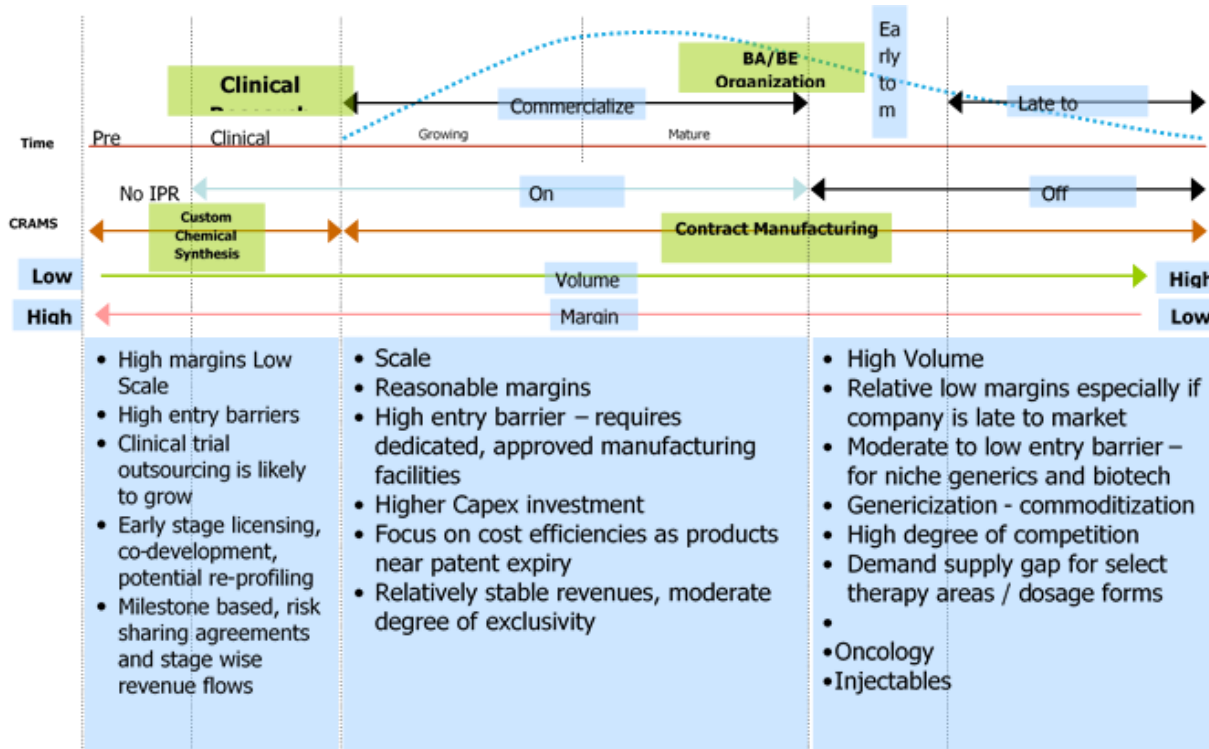 Ea
rly
to
m
Clinical
BA/BE
Organization
Commercialize
Late to
Time
Pre
Clinical
Growing
Mature
No IPR
On
Off
CRAMS
Custom
Chemical
Synthesis
Contract Manufacturing
Low
Volume
High
High
Margin
Low
• High margins Low
Scale
• High entry barriers
• Clinical trial
outsourcing is likely
to grow
• Early stage licensing,
co-development,
potential re-profiling
• Milestone based, risk
sharing agreements
and stage wise
revenue flows
• Scale
• Reasonable margins
• High entry barrier – requires
dedicated, approved manufacturing
facilities
• Higher Capex investment
• Focus on cost efficiencies as products
near patent expiry
• Relatively stable revenues, moderate
degree of exclusivity
• High Volume
• Relative low margins especially if
company is late to market
• Moderate to low entry barrier –
for niche generics and biotech
• Genericization - commoditization
• High degree of competition
• Demand supply gap for select
therapy areas / dosage forms
•
•Oncology
•Injectables